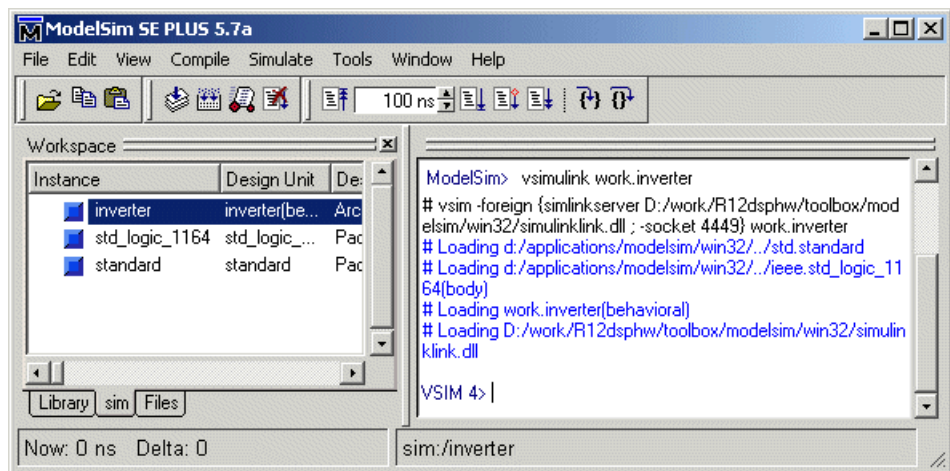 ModelSim SE PLUS 5.7a
File Edit View Compile Simulate Tools Window Help
100 ns
Workspace
Instance Design Unit De:
inverter inverter(be... Arc
std_logic_1164 std_logic_... Pac
standard standard Pac
Library sim Files
ModelSim> vsimulink work.inverter
# vsim -foreign {simlinkserver D:/work/R12dsphw/toolbox/mod
elsim/win32/simulinklink.dll ; -socket 4449} work.inverter
# Loading d:/applications/modelsim/win32/../std.standard
# Loading d:/applications/modelsim/win32/../ieee.std_logic_11
64(body)
# Loading work.inverter(behavioral)
# Loading D:/work/R12dsphw/toolbox/modelsim/win32/simulin
klink.dll
VSIM 4>
Now: 0 ns Delta: 0
sim:/inverter